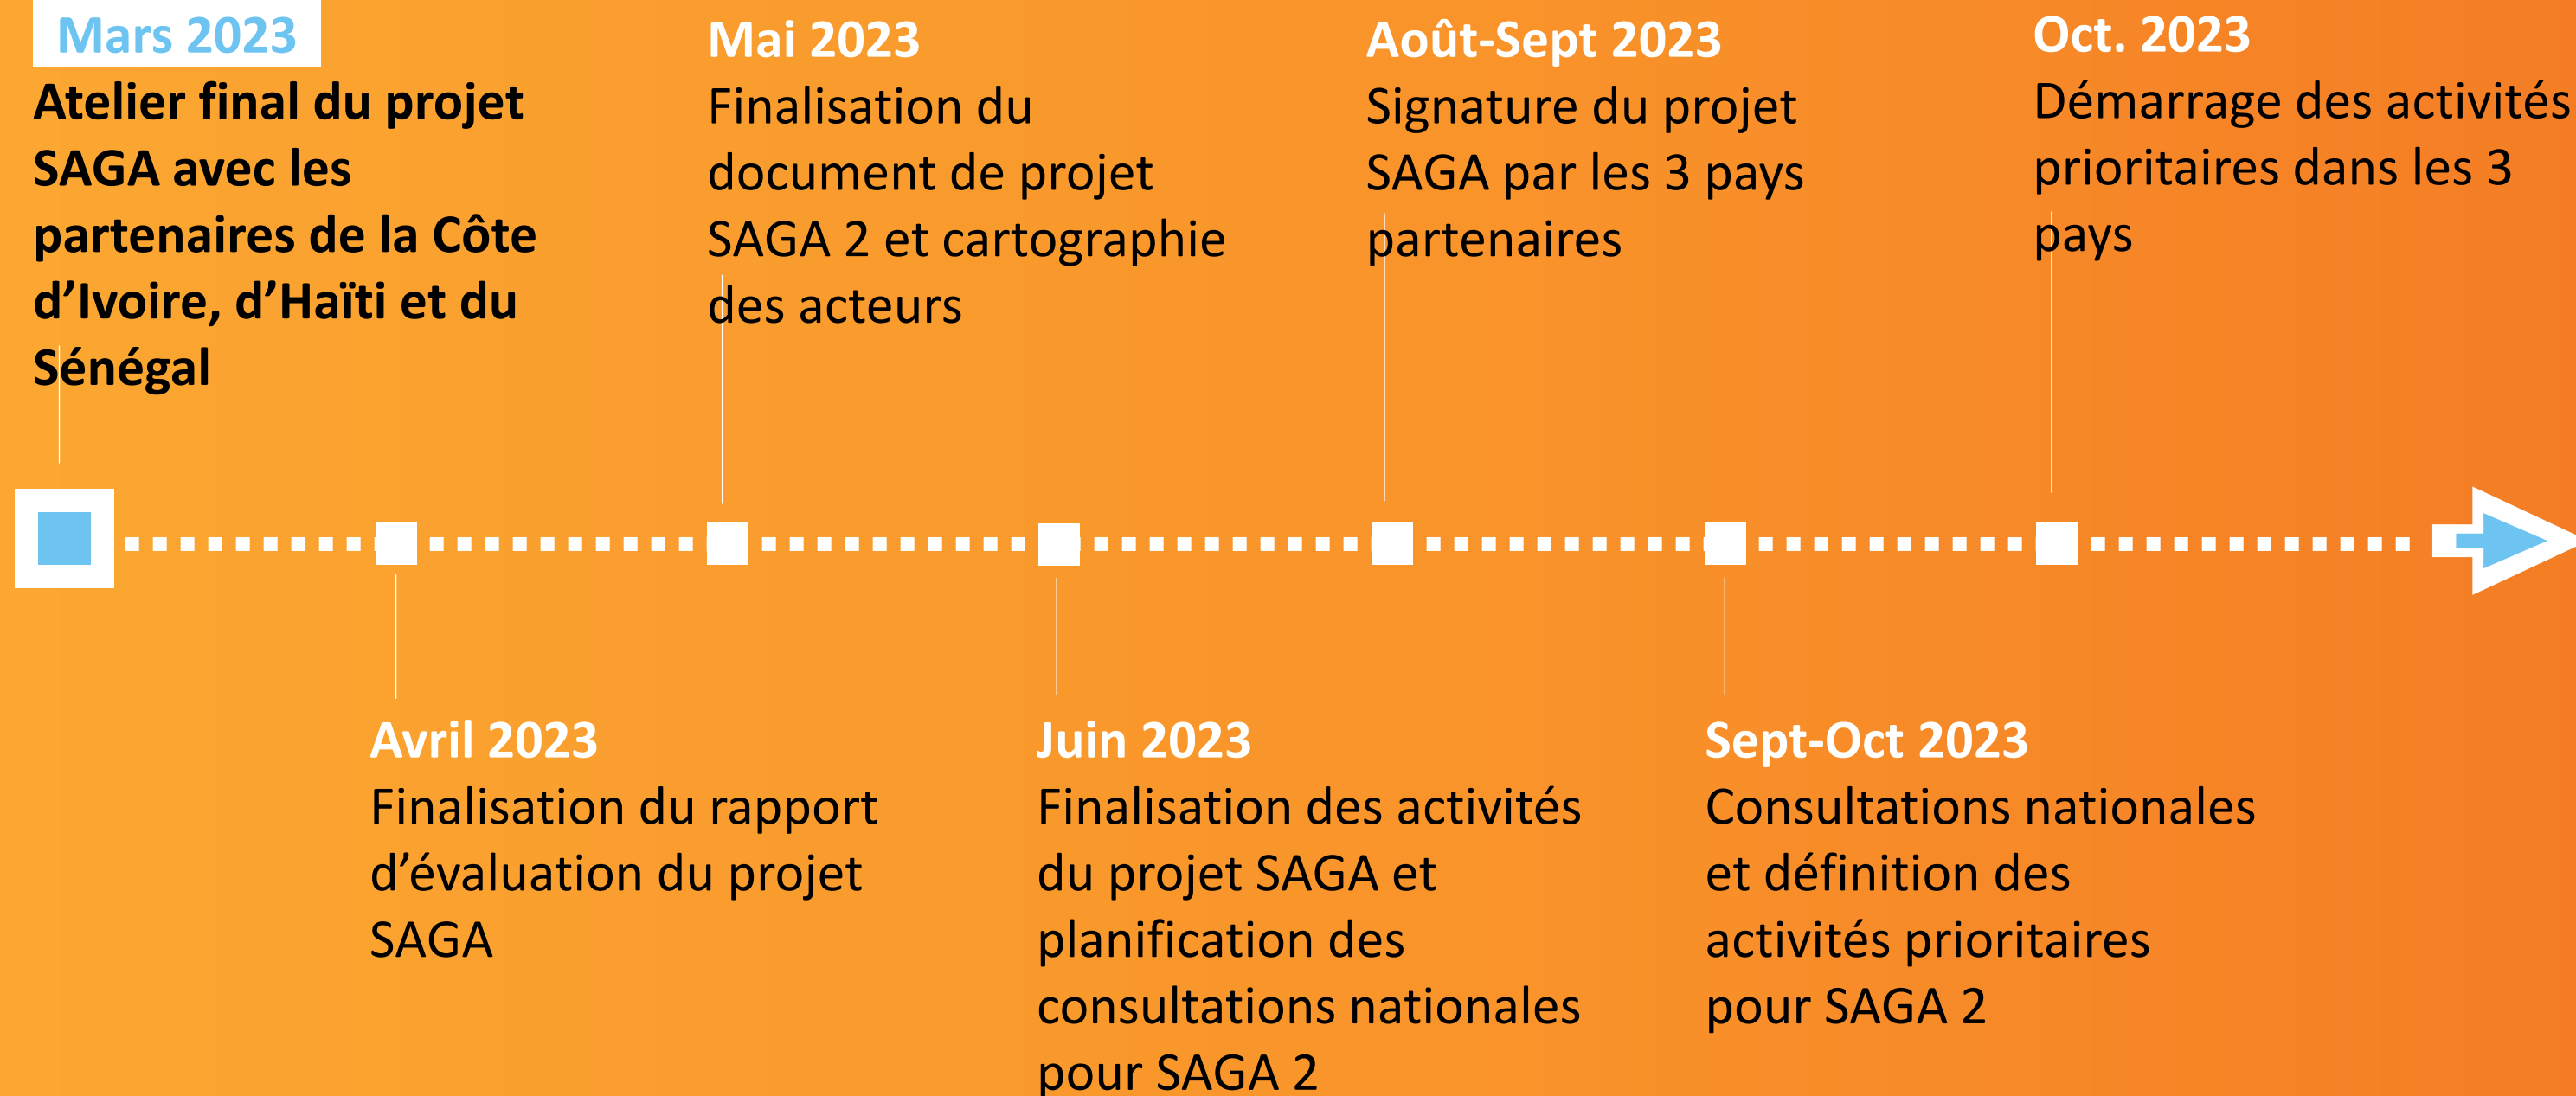 Mars 2023
Atelier final du projet
SAGA avec les
partenaires de la Côte
d’Ivoire, d’Haïti et du
Sénégal
Mai 2023
Finalisation du
document de projet
SAGA 2 et cartographie
des acteurs
Août-Sept 2023
Signature du projet
SAGA par les 3 pays
partenaires
Oct. 2023
Démarrage des activités
prioritaires dans les 3
pays
Avril 2023
Finalisation du rapport
d’évaluation du projet
SAGA
Juin 2023
Finalisation des activités
du projet SAGA et
planification des
consultations nationales
pour SAGA 2
Sept-Oct 2023
Consultations nationales
et définition des
activités prioritaires
pour SAGA 2